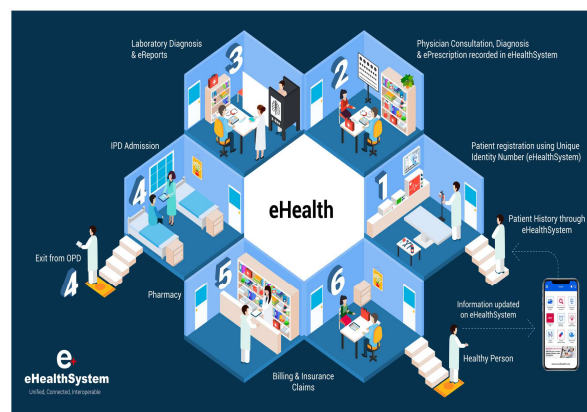 Laboratory Diagnosis
& eReports
Physician Consultation, Diagnosis
& ePrescription recorded in eHealthSystem
3
2
IPD Admission
Patient registration using Unique
Identity Number (eHealthSystem)
4
eHealth
1
Patient History through
eHealthSystem
Exit from OPD
4
Pharmacy
5
6
Information updated
on eHealthSystem
Healthy Person
Billing & Insurance
Claims
e
eHealthSystem
Unified, Connected, Interoperable